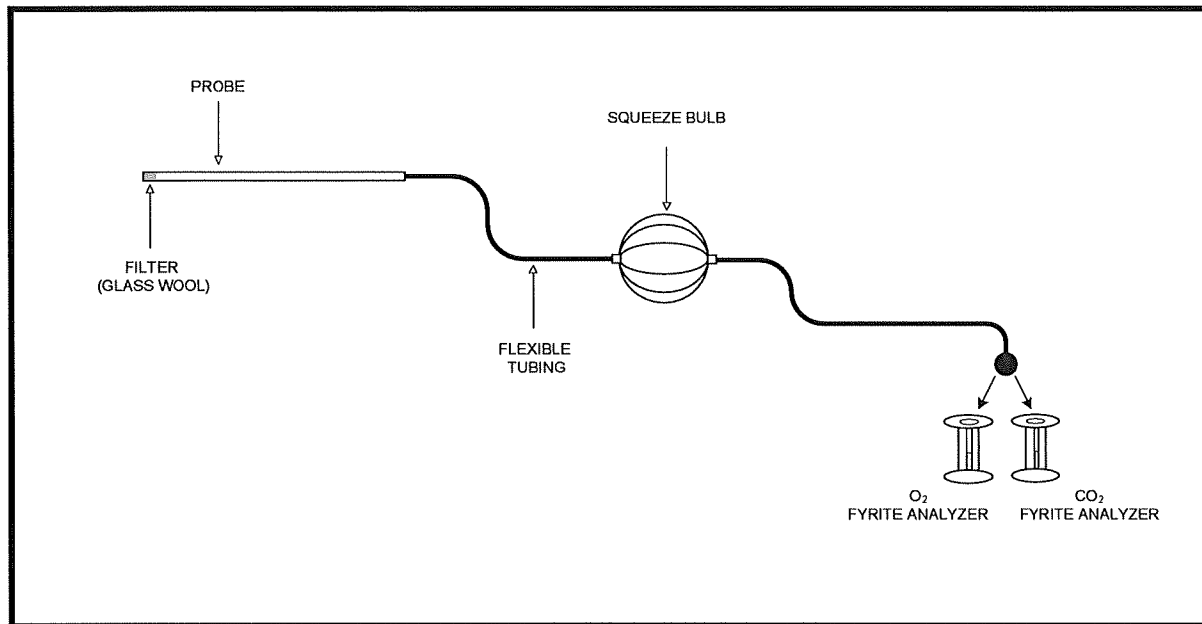 PROBE
SQUEEZE BULB
FILTER
(GLASS WOOL)
FLEXIBLE
TUBING
O₂
FYRITE ANALYZER
CO₂
FYRITE ANALYZER